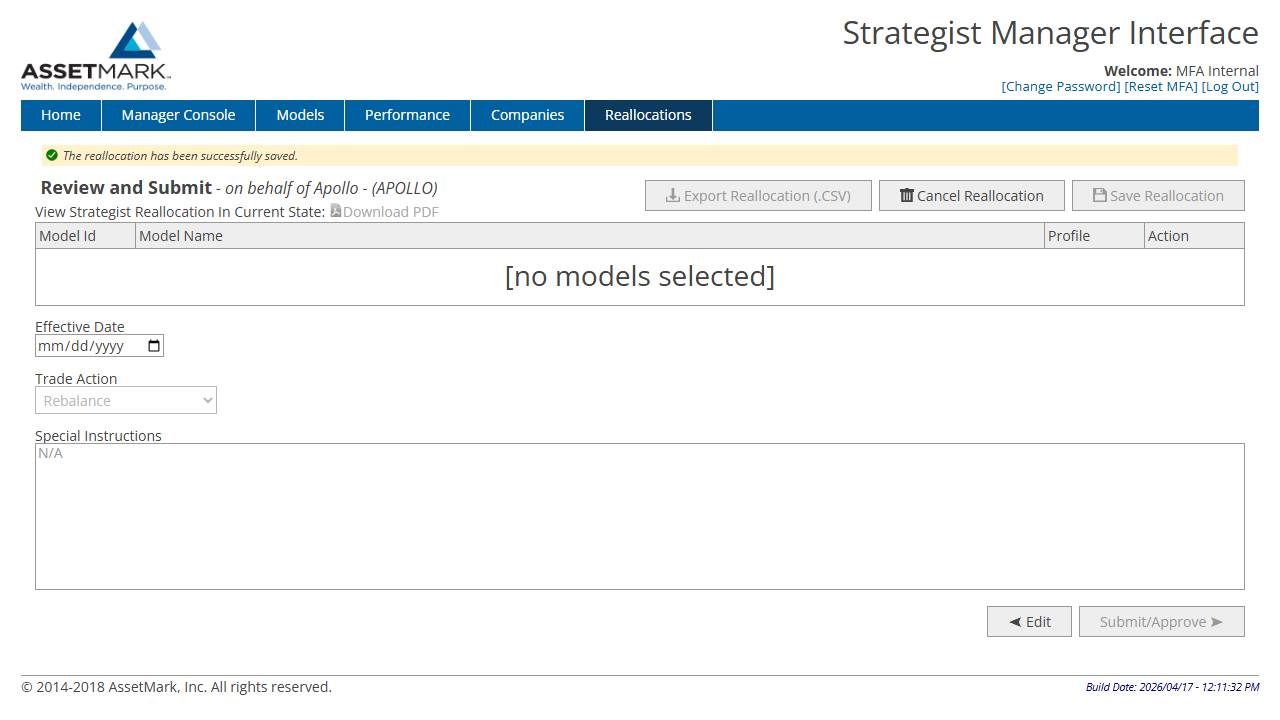 ASSETMARK™
Wealth. Independence. Purpose.
Strategist Manager Interface
Welcome: MFA Internal
[Change Password] [Reset MFA] [Log Out]
Home Manager Console Models Performance Companies Reallocations
The reallocation has been successfully saved.
Review and Submit - on behalf of Apollo - (APOLLO)
Export Reallocation (.CSV) Cancel Reallocation Save Reallocation
View Strategist Reallocation In Current State: Download PDF
Model Id Model Name Profile Action
[no models selected]
Effective Date
mm/dd/yyyy
Trade Action
Rebalance
Special Instructions
N/A
Edit Submit/Approve
© 2014-2018 AssetMark, Inc. All rights reserved.
Build Date: 2026/04/17 - 12:11:32 PM